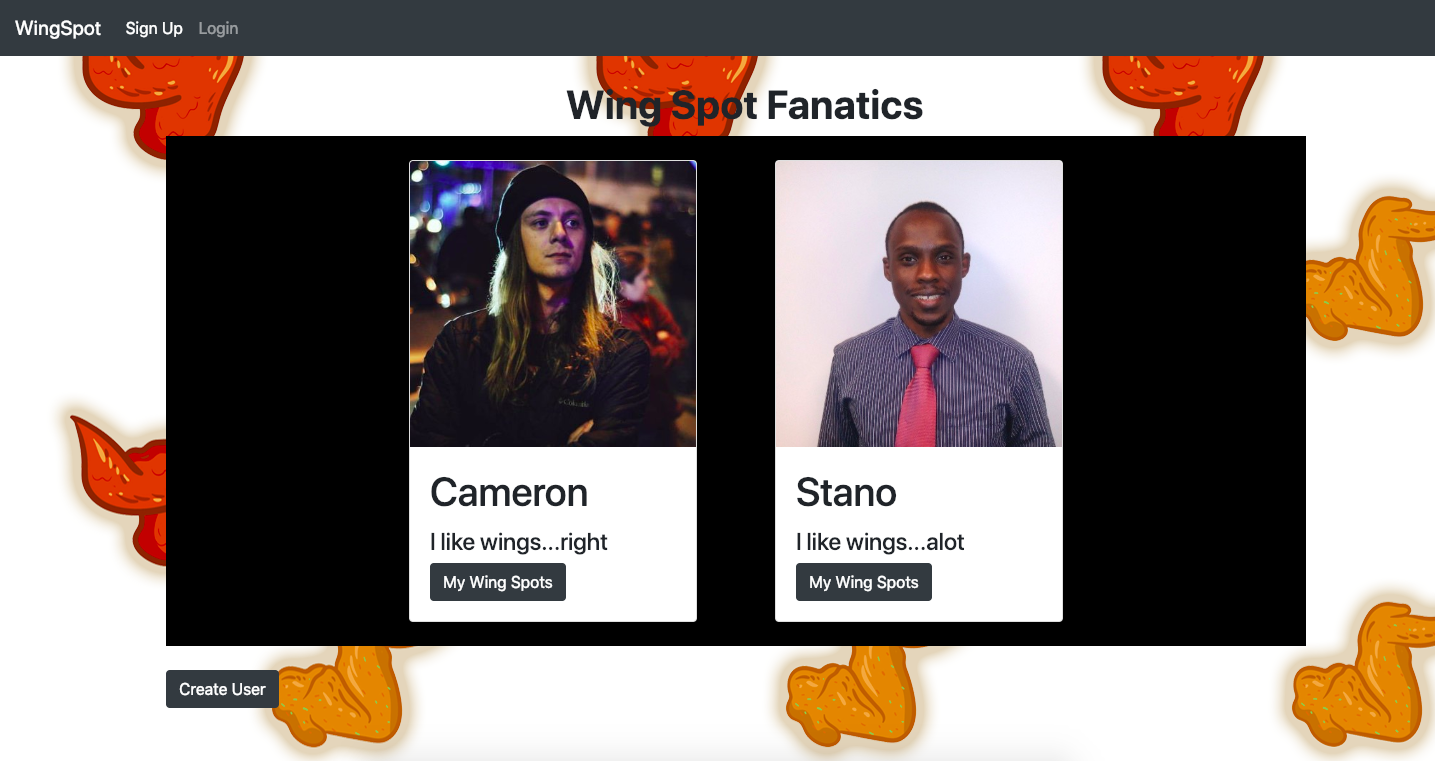 WingSpot Sign Up Login
Wing Spot Fanatics
Cameron
I like wings...right
My Wing Spots
Stano
I like wings...alot
My Wing Spots
Create User